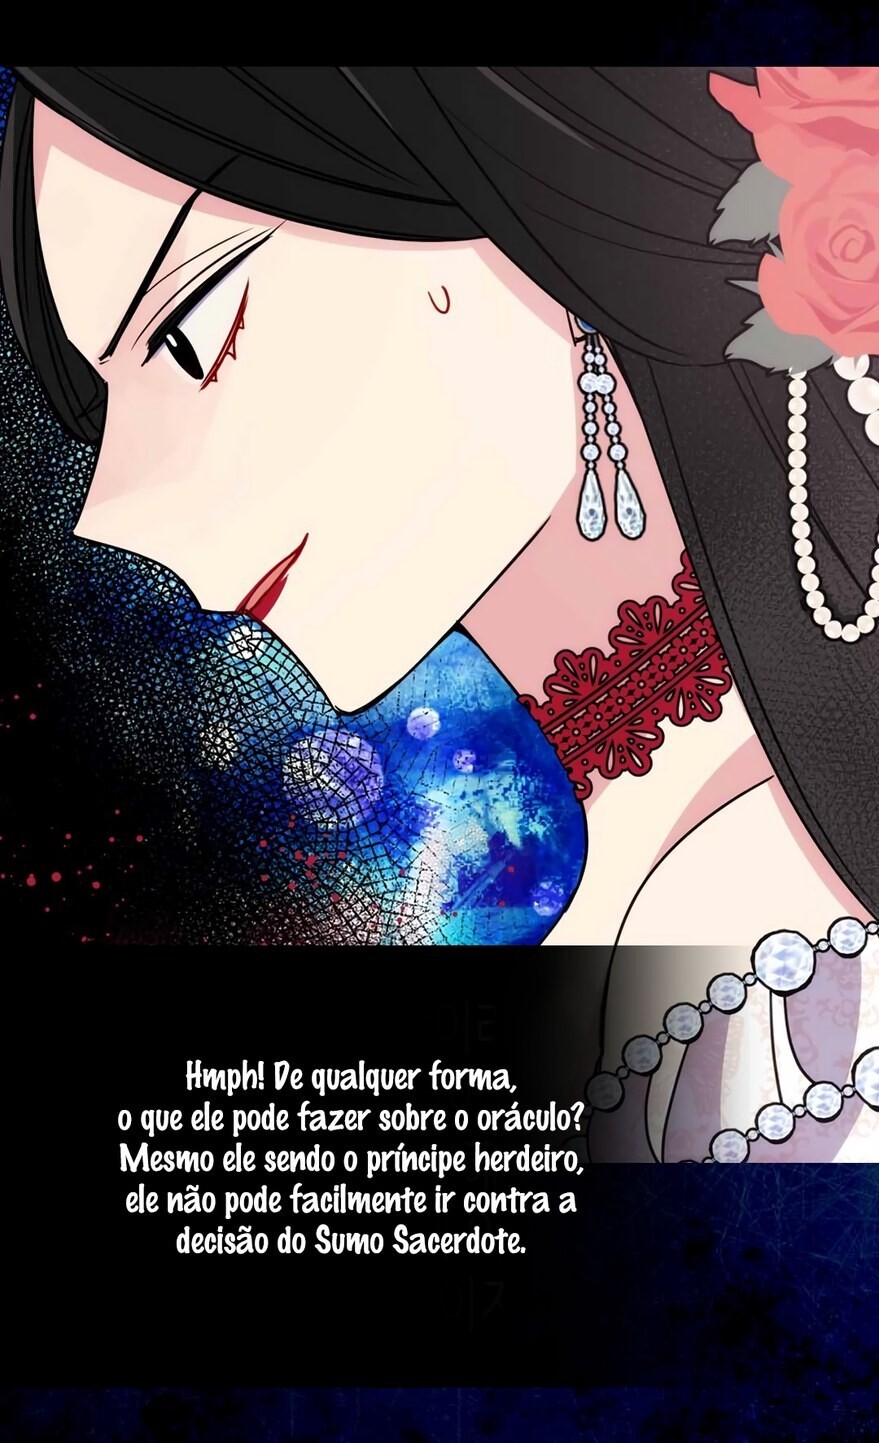 Hmph! De qualquer forma,
o que ele pode fazer sobre o oráculo?
Mesmo ele sendo o príncipe herdeiro,
ele não pode facilmente ir contra a
decisão do Sumo Sacerdote.